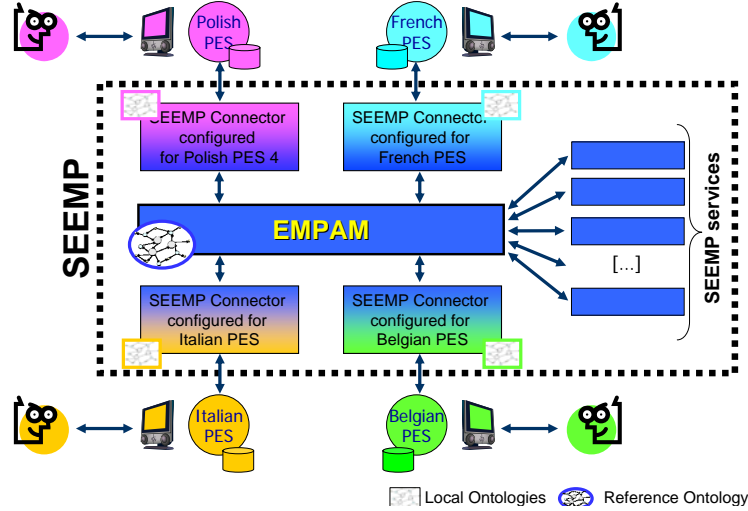 Polish
PES
French
PES
SEEMP Connector
configured
for Polish PES 4
SEEMP Connector
configured for
French PES
SEEMP
EMPAM
[...]
SEEMP services
SEEMP Connector
configured for
Italian PES
SEEMP Connector
configured for
Belgian PES
Italian
PES
Belgian
PES
Local Ontologies
Reference Ontology